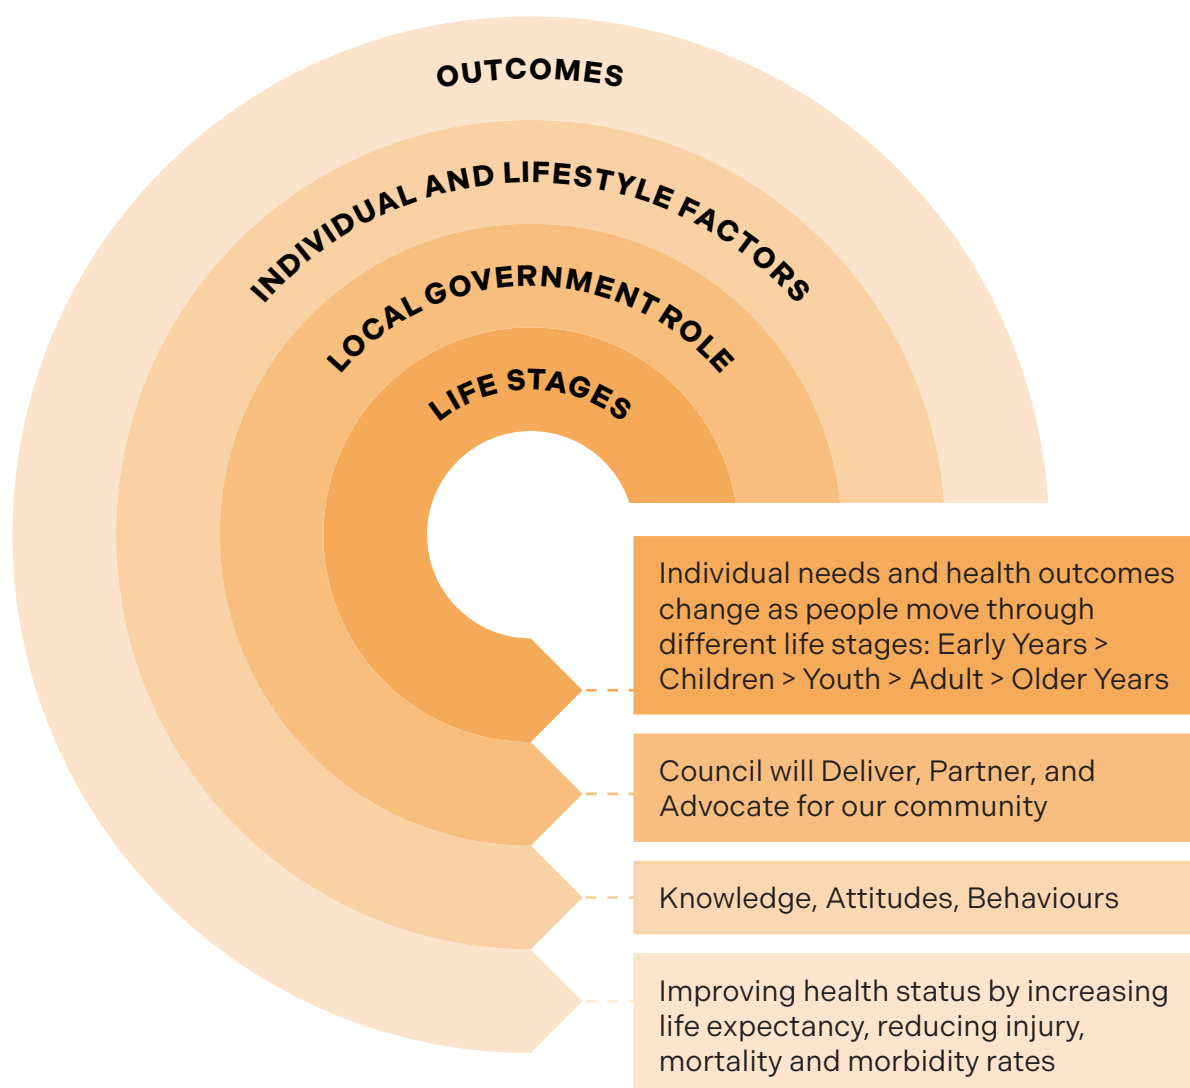 OUTCOMES
INDIVIDUAL AND LIFESTYLE FACTORS
LOCAL GOVERNMENT ROLE
LIFE STAGES
Individual needs and health outcomes
change as people move through
different life stages: Early Years >
Children > Youth > Adult > Older Years
Council will Deliver, Partner, and
Advocate for our community
Knowledge, Attitudes, Behaviours
Improving health status by increasing
life expectancy, reducing injury,
mortality and morbidity rates